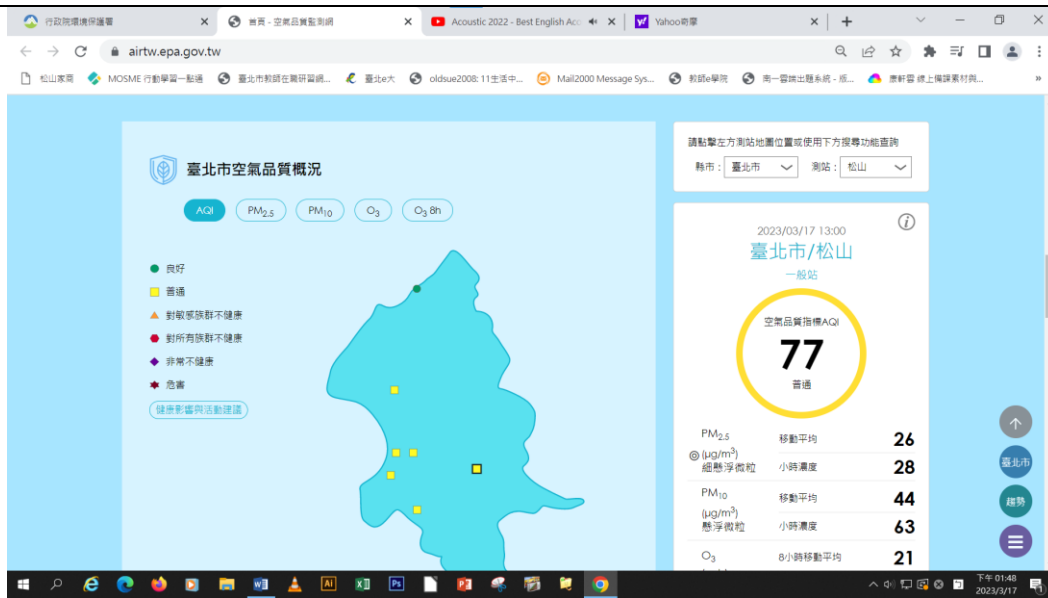 行政院環境保護署
首頁 - 空氣品質監測網
Acoustic 2022 - Best English Aco
Yahoo奇摩
airtw.epa.gov.tw
松山家商
MOSME 行動學習一點通
臺北市教師在職研習網...
臺北e大
oldsue2008: 11生活中...
Mail2000 Message Sys...
教師e學院
南一雲端出題系統 - 版...
康軒雲 線上備課素材與...
»
臺北市空氣品質概況
AQI
PM2.5
PM10
O3
O3 8h
良好
普通
對敏感族群不健康
對所有族群不健康
非常不健康
危害
健康影響與活動建議
請點擊左方測站地圖位置或使用下方搜尋功能查詢
縣市： 臺北市 測站： 松山
2023/03/17 13:00
臺北市/松山
一般站
空氣品質指標AQI
77
普通
PM2.5
(μg/m³)
細懸浮微粒
移動平均 26
小時濃度 28
PM10
(μg/m³)
懸浮微粒
移動平均 44
小時濃度 63
O3
8小時移動平均 21
臺北市
趨勢
下午 01:48
2023/3/17